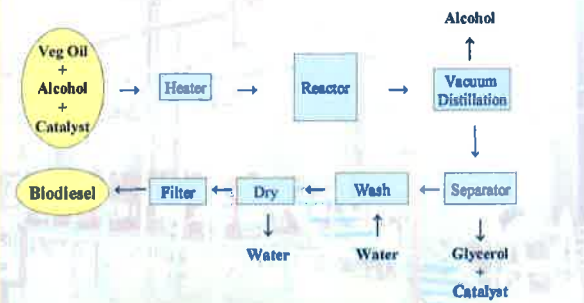 Alcohol
Veg Oil
+
Alcohol
+
Catalyst
Heater
Reactor
Vacuum
Distillation
Biodiesel
Filter
Dry
Wash
Separator
Water
Water
Glycerol
+
Catalyst